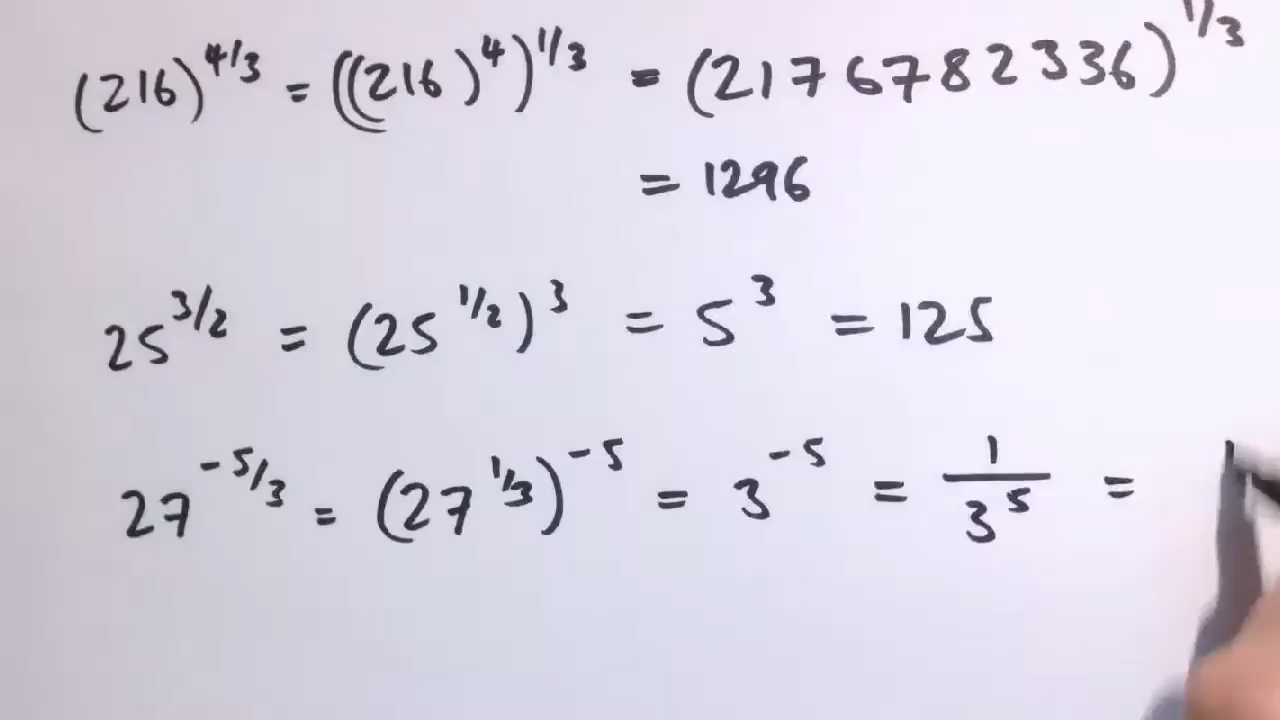 (216)^{4/3} = ((216)^4)^{1/3} = (2176782336)^{1/3}
= 1296
25^{3/2} = (25^{1/2})^3 = 5^3 = 125
27^{-5/3} = (27^{1/3})^{-5} = 3^{-5} = 1/3^5 =